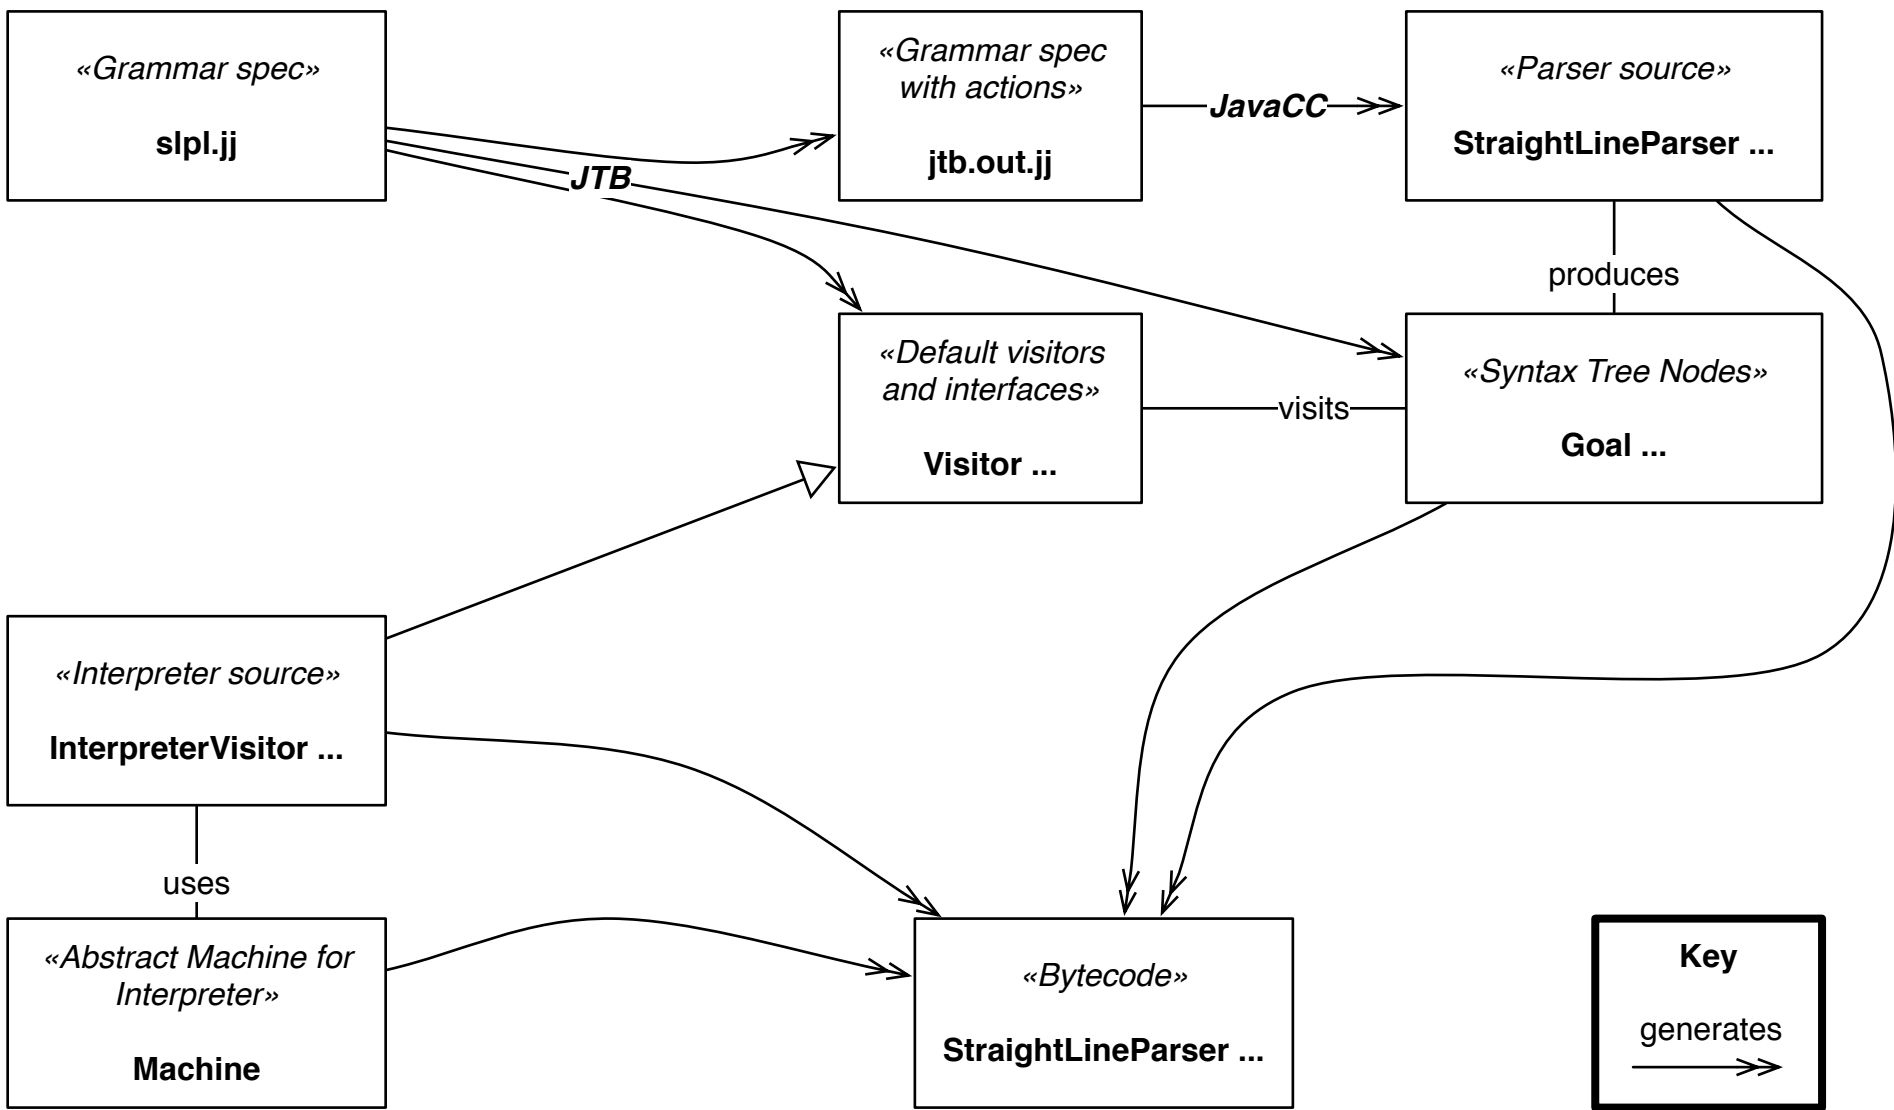 «Grammar spec»
slpl.jj
«Grammar spec
with actions»
jtb.out.jj
JavaCC
«Parser source»
StraightLineParser ...
JTB
produces
«Default visitors
and interfaces»
Visitor ...
visits
«Syntax Tree Nodes»
Goal ...
«Interpreter source»
InterpreterVisitor ...
uses
«Abstract Machine for
Interpreter»
Machine
«Bytecode»
StraightLineParser ...
Key
generates